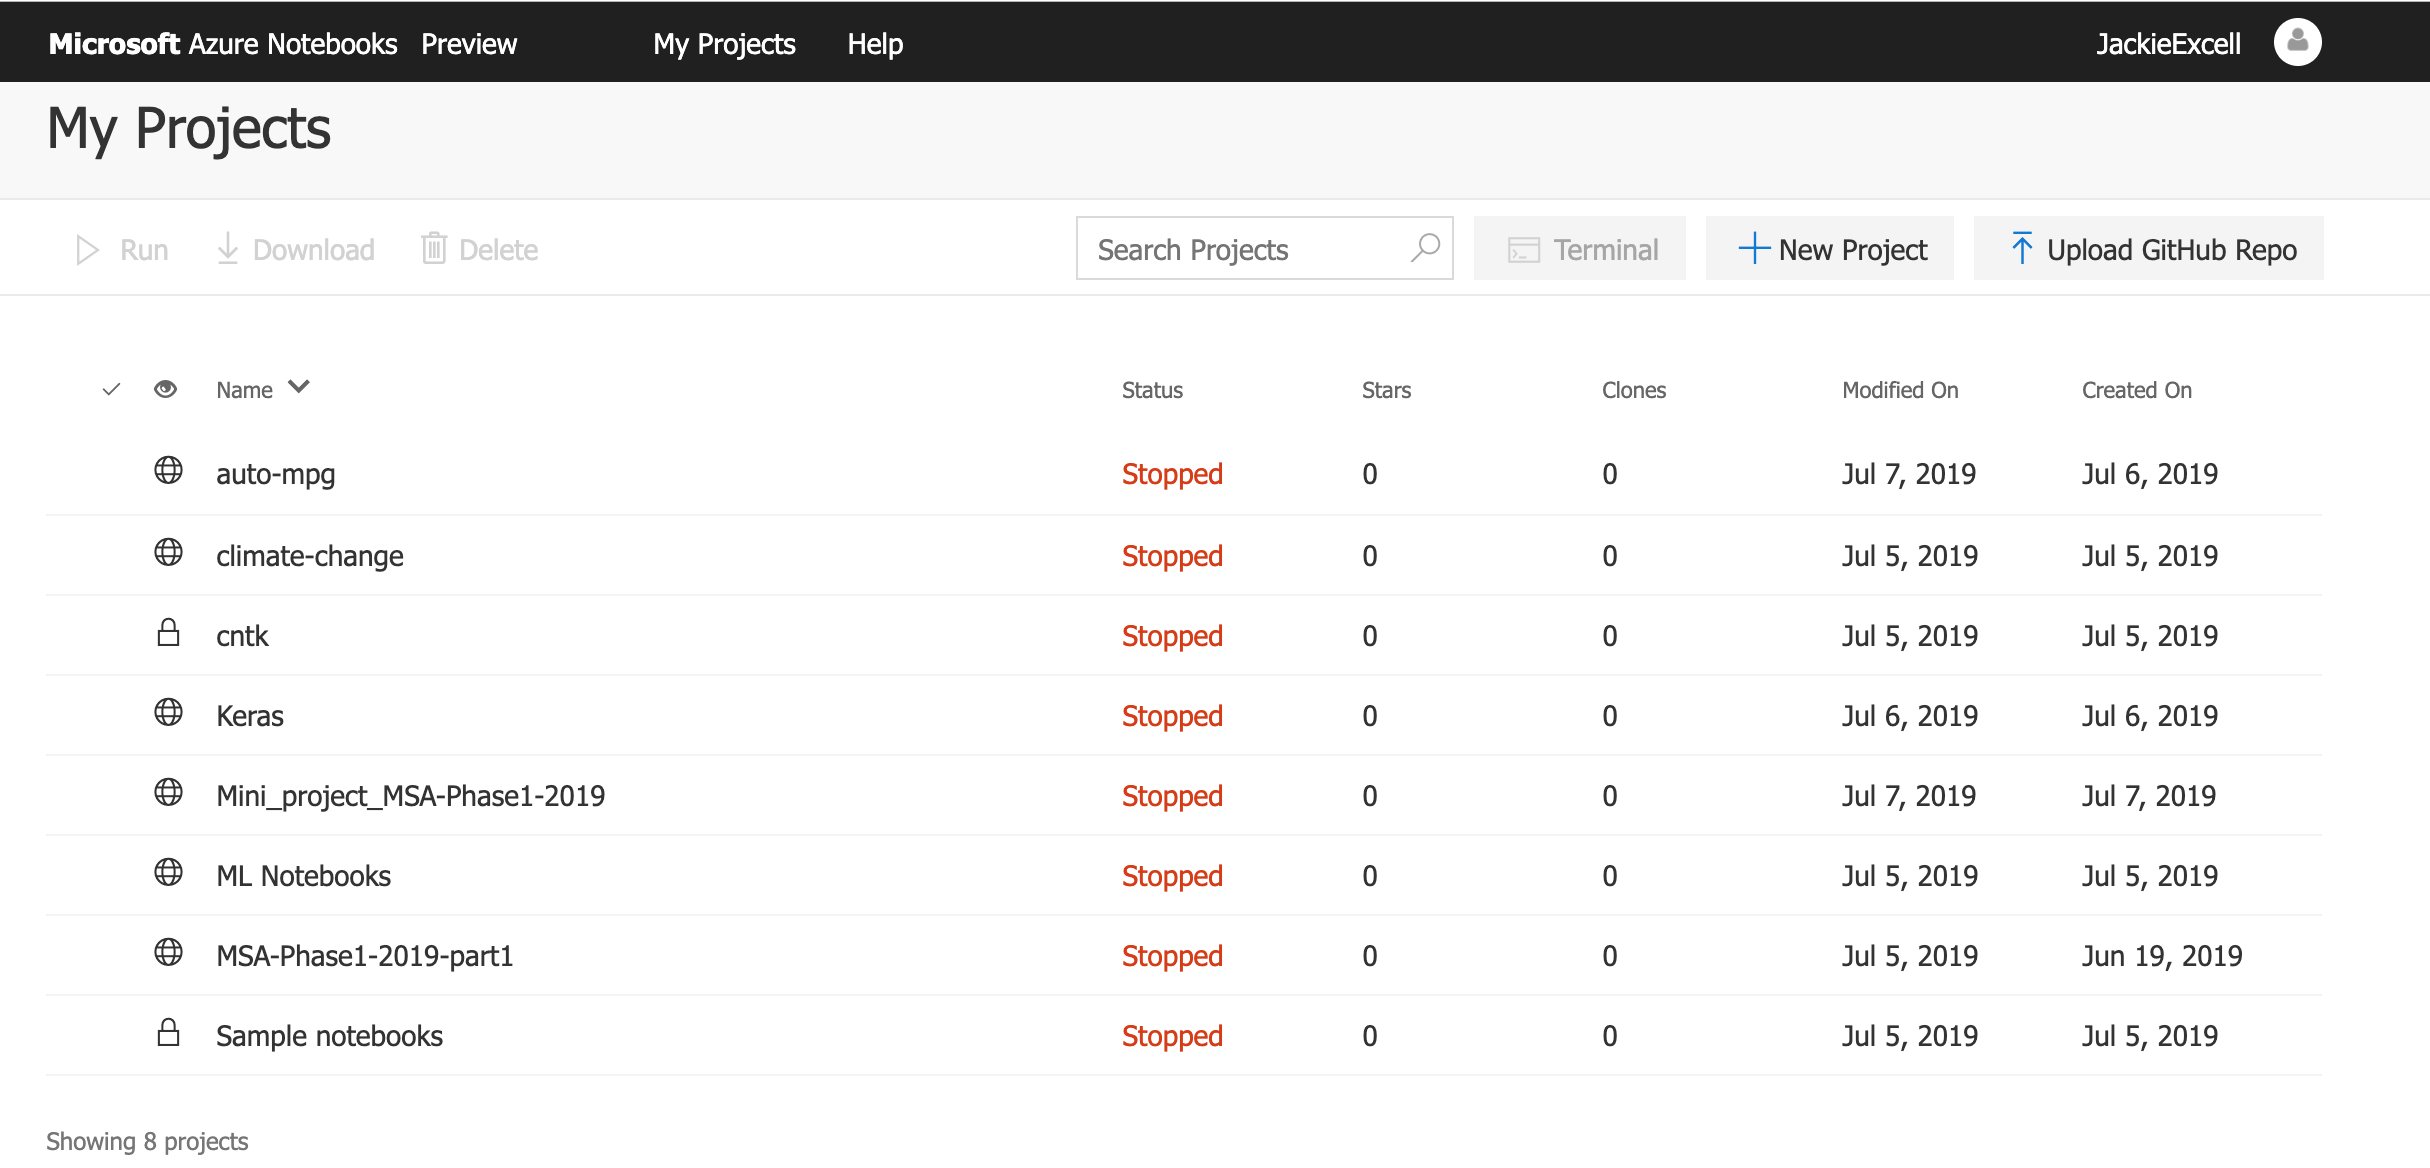 Microsoft Azure Notebooks Preview My Projects Help JackieExcell
My Projects
Run Download Delete Search Projects Terminal New Project Upload GitHub Repo
Name Status Stars Clones Modified On Created On
auto-mpg Stopped 0 0 Jul 7, 2019 Jul 6, 2019
climate-change Stopped 0 0 Jul 5, 2019 Jul 5, 2019
cntk Stopped 0 0 Jul 5, 2019 Jul 5, 2019
Keras Stopped 0 0 Jul 6, 2019 Jul 6, 2019
Mini_project_MSA-Phase1-2019 Stopped 0 0 Jul 7, 2019 Jul 7, 2019
ML Notebooks Stopped 0 0 Jul 5, 2019 Jul 5, 2019
MSA-Phase1-2019-part1 Stopped 0 0 Jul 5, 2019 Jun 19, 2019
Sample notebooks Stopped 0 0 Jul 5, 2019 Jul 5, 2019
Showing 8 projects